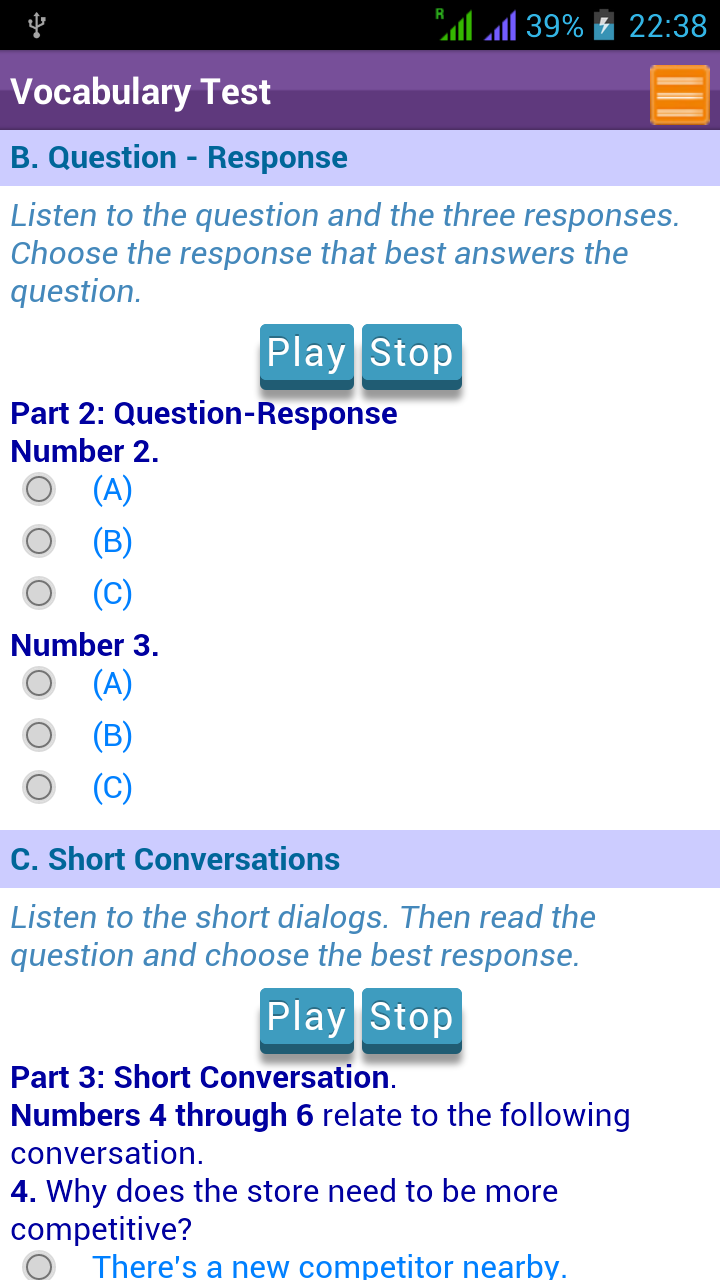 R 39% 22:38
Vocabulary Test
B. Question - Response
Listen to the question and the three responses.
Choose the response that best answers the
question.
Play Stop
Part 2: Question-Response
Number 2.
(A)
(B)
(C)
Number 3.
(A)
(B)
(C)
C. Short Conversations
Listen to the short dialogs. Then read the
question and choose the best response.
Play Stop
Part 3: Short Conversation.
Numbers 4 through 6 relate to the following
conversation.
4. Why does the store need to be more
competitive?
There's a new competitor nearby.